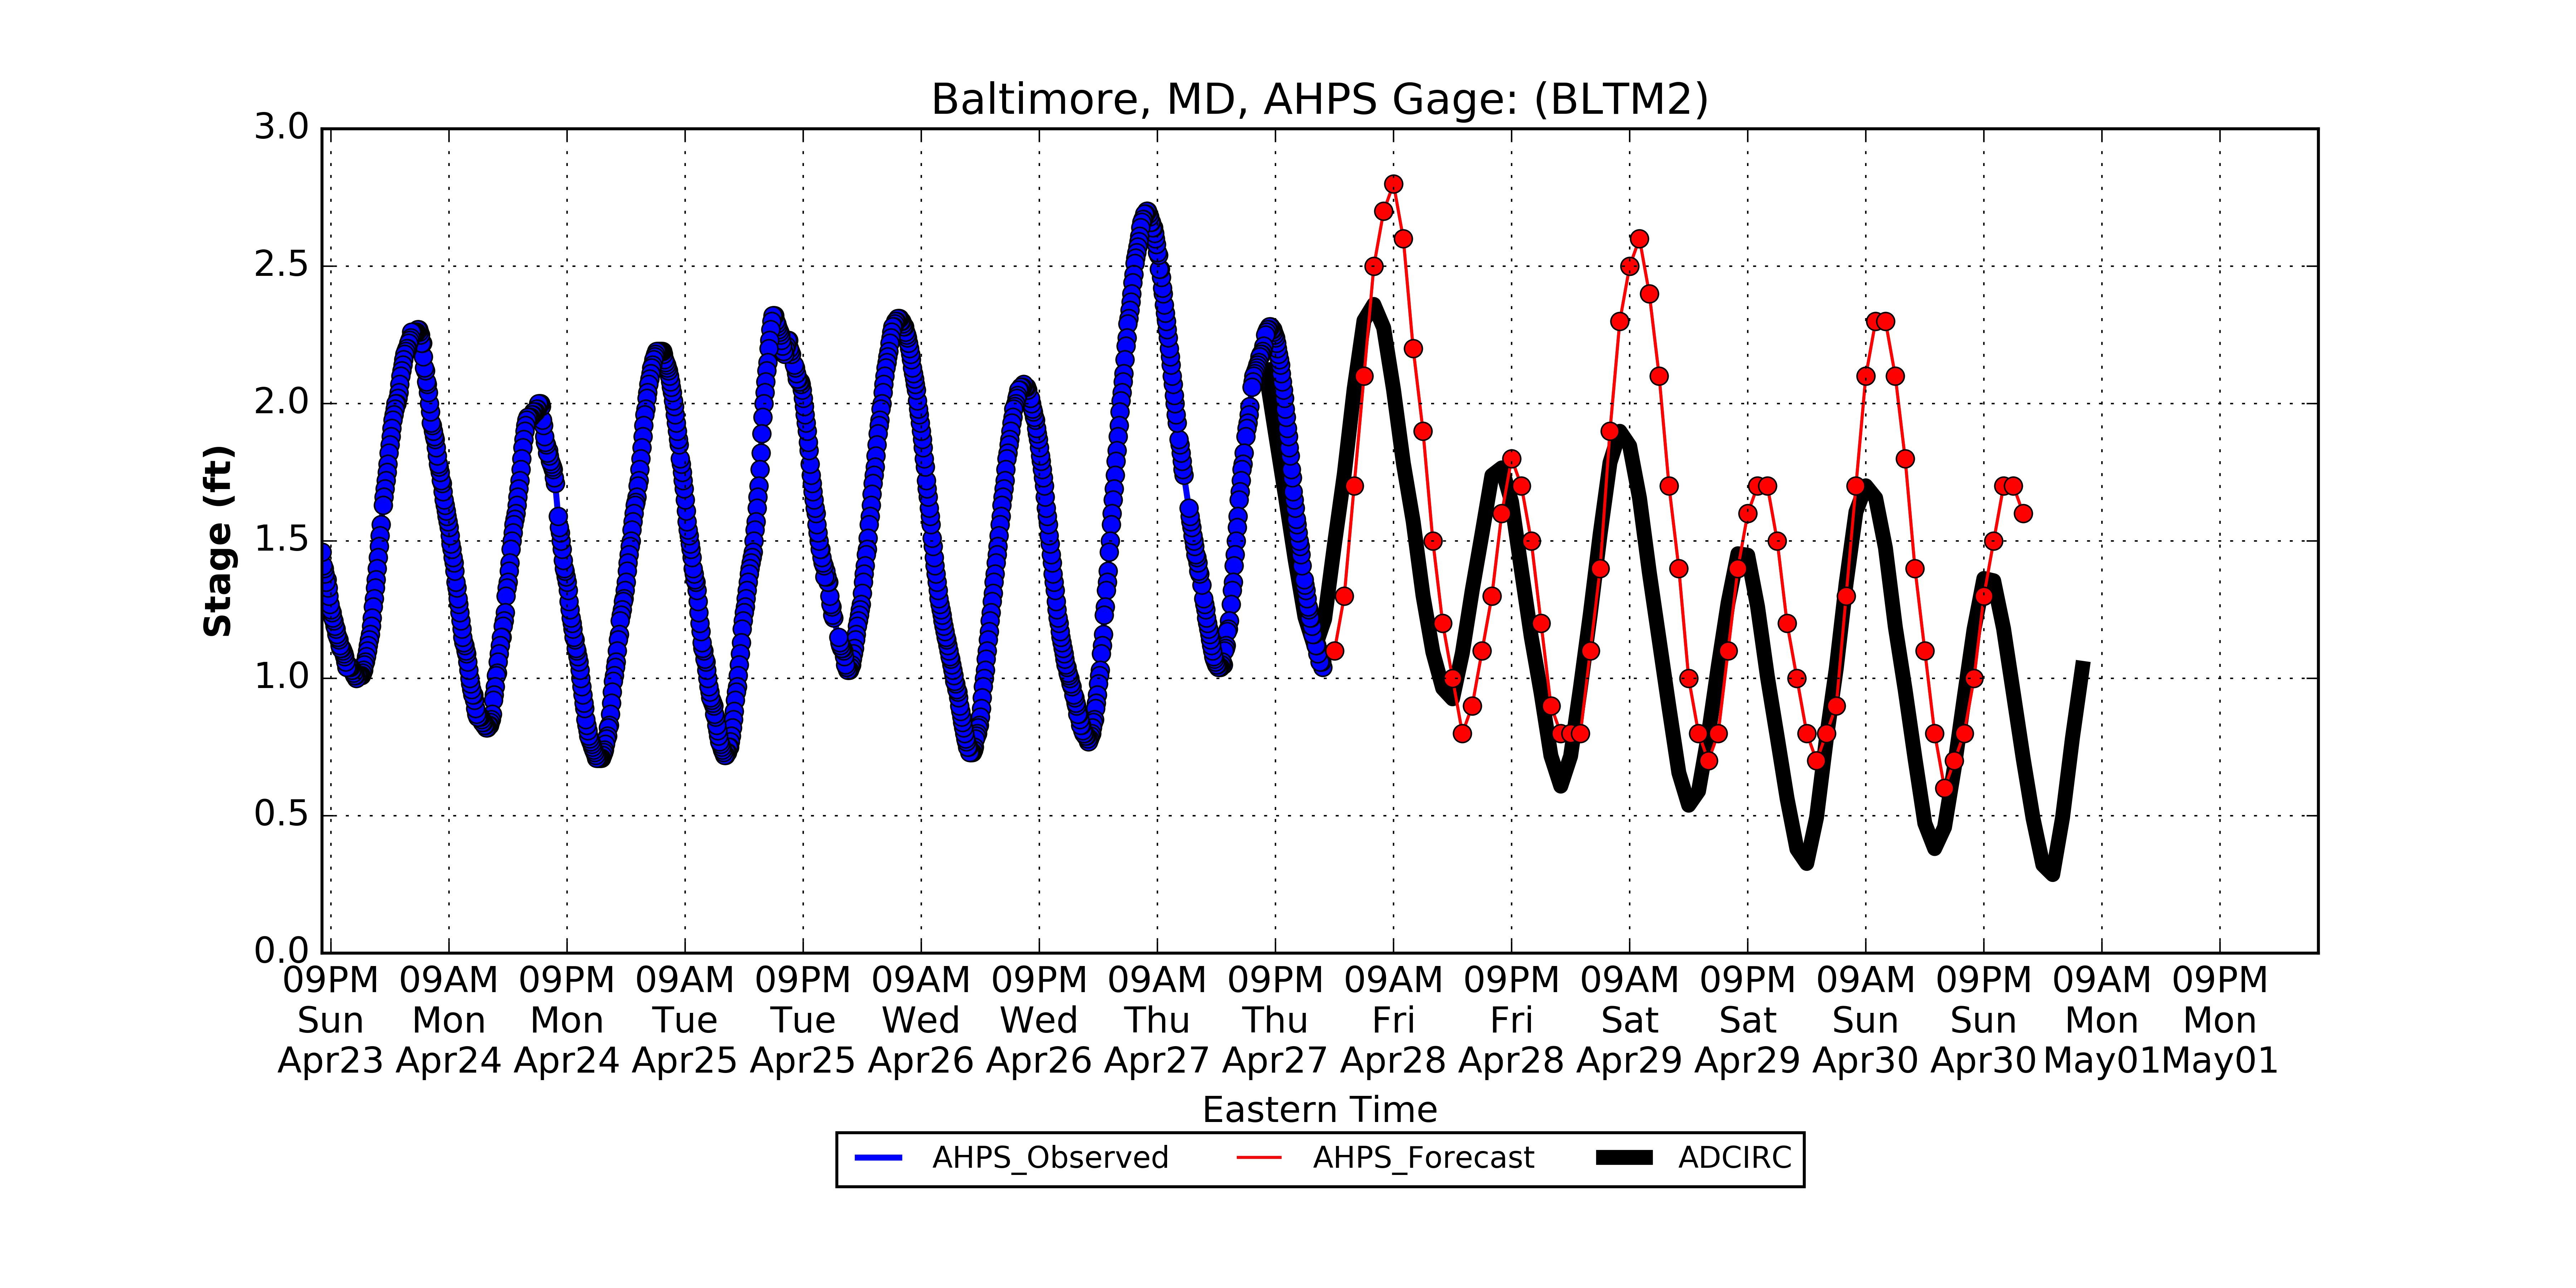 Baltimore, MD, AHPS Gage: (BLTM2)
3.0
2.5
2.0
1.5
1.0
0.5
0.0
Stage (ft)
09PM 09AM 09PM 09AM 09PM 09AM 09PM 09AM 09PM 09AM 09PM 09AM 09PM 09AM 09PM 09AM 09PM
Sun Mon Mon Tue Tue Wed Wed Thu Thu Fri Fri Sat Sat Sun Sun Mon Mon
Apr23 Apr24 Apr24 Apr25 Apr25 Apr26 Apr26 Apr27 Apr27 Apr28 Apr28 Apr29 Apr29 Apr30 Apr30 May01 May01
Eastern Time
AHPS_Observed AHPS_Forecast ADCIRC